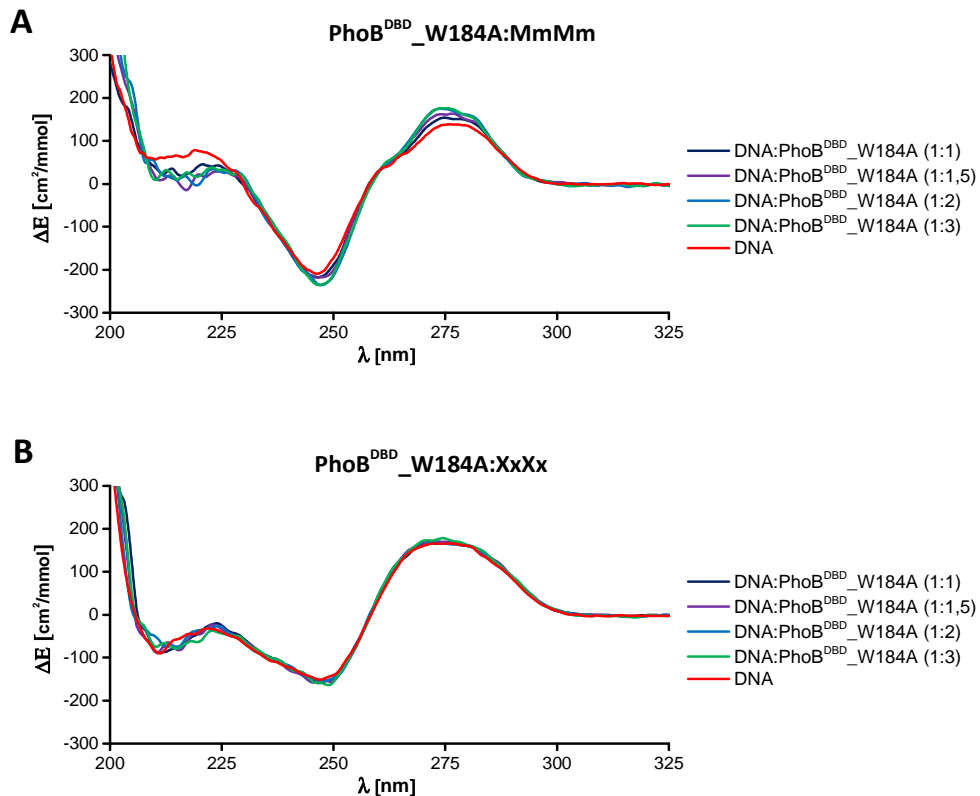 A
PhoB^DBD_W184A:MmMm
300
200
100
0
-100
-200
-300
ΔE [cm²/mmol]
200
225
250
275
300
325
λ [nm]
DNA:PhoB^DBD_W184A (1:1)
DNA:PhoB^DBD_W184A (1:1,5)
DNA:PhoB^DBD_W184A (1:2)
DNA:PhoB^DBD_W184A (1:3)
DNA
B
PhoB^DBD_W184A:XxXx
300
200
100
0
-100
-200
-300
ΔE [cm²/mmol]
200
225
250
275
300
325
λ [nm]
DNA:PhoB^DBD_W184A (1:1)
DNA:PhoB^DBD_W184A (1:1,5)
DNA:PhoB^DBD_W184A (1:2)
DNA:PhoB^DBD_W184A (1:3)
DNA